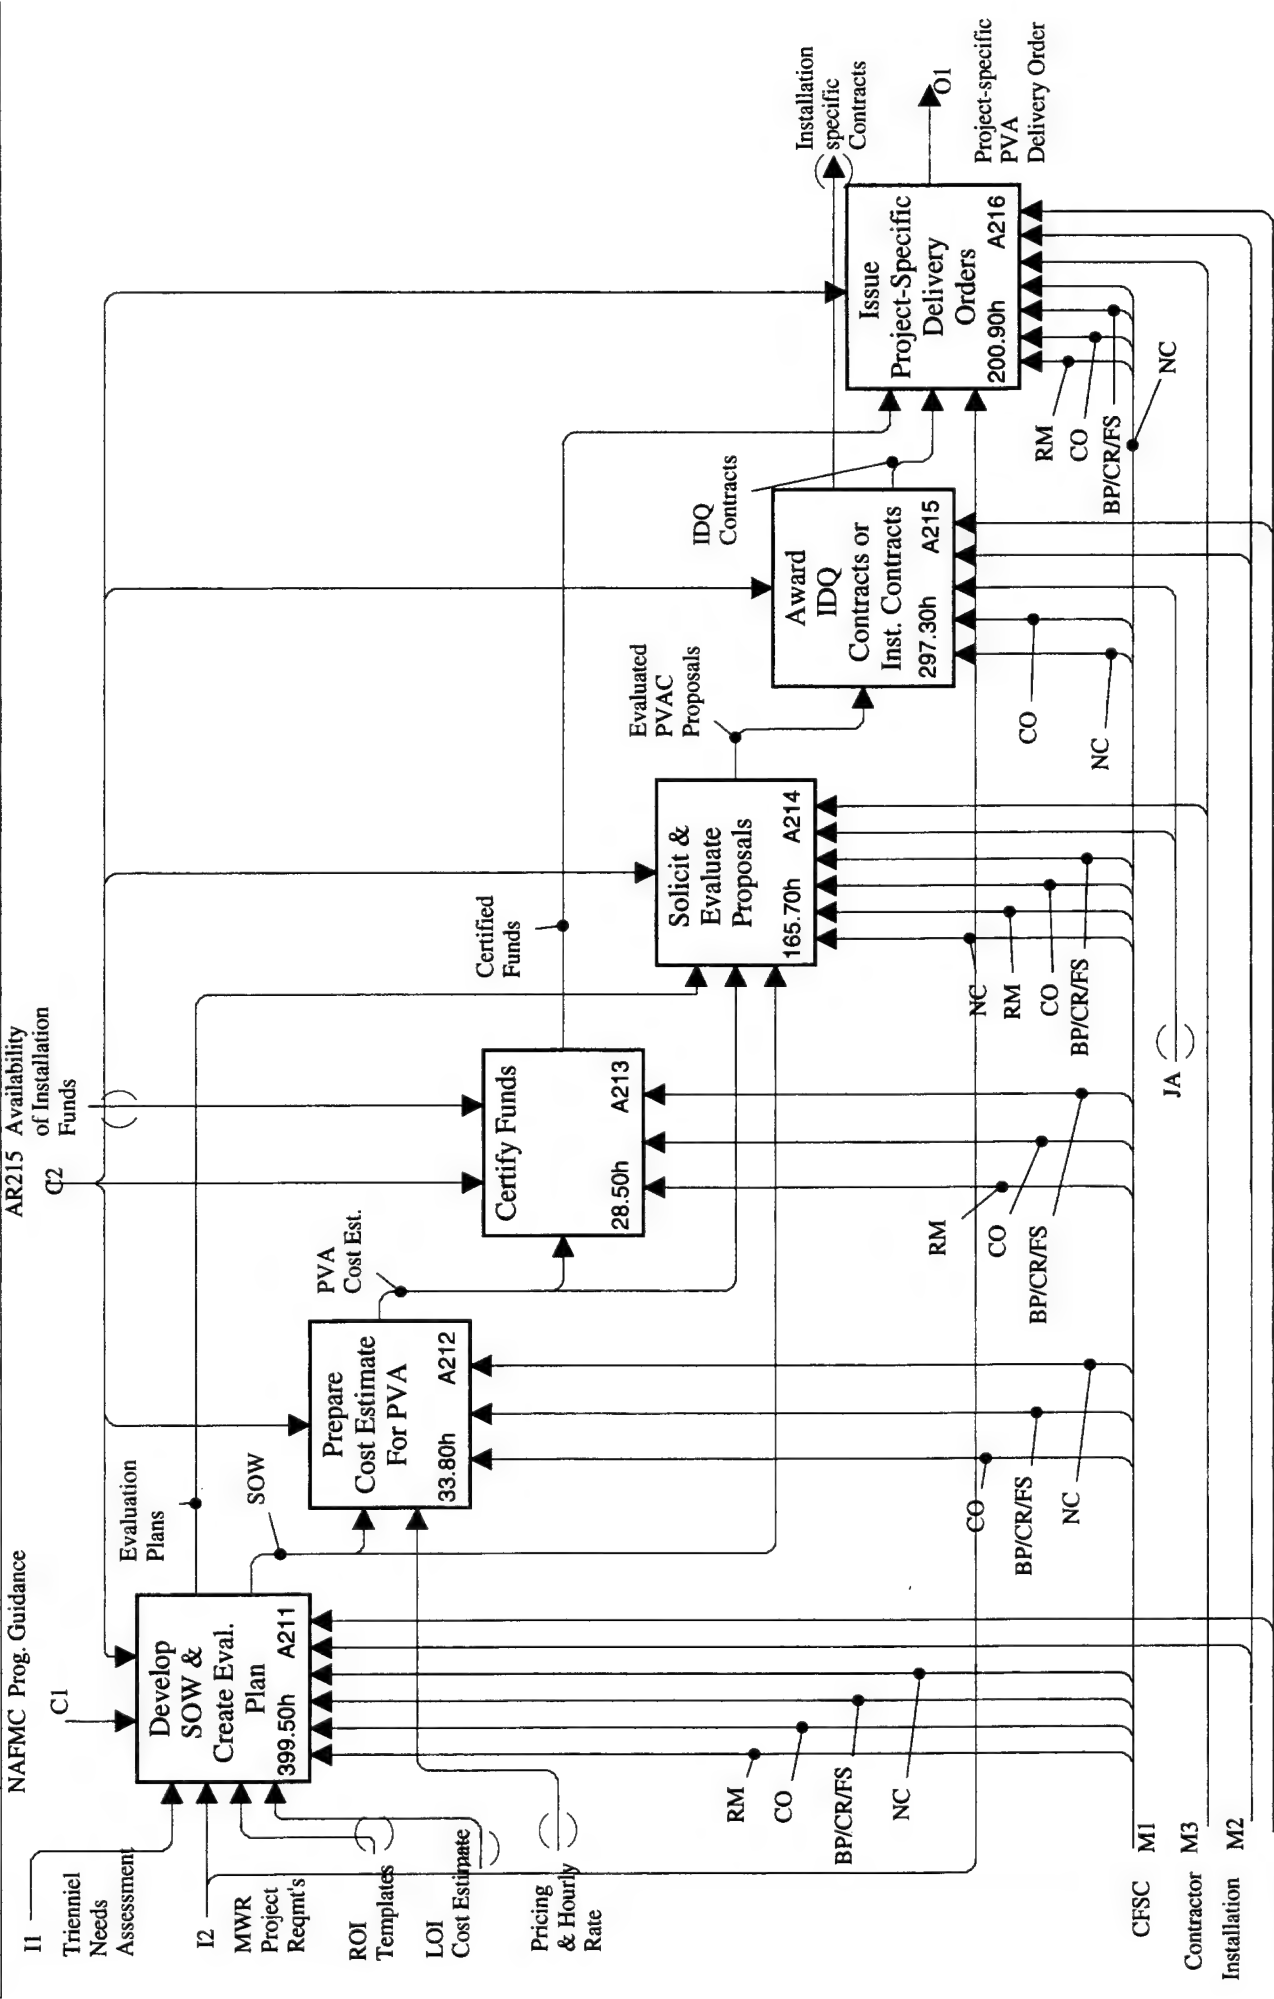 NAFMC Prog. Guidance
C1
AR215
C2
Availability
of Installation
Funds
I1
Trienniel
Needs
Assessment
I2
MWR
Project
Reqmt's
ROI
Templates
LOI
Cost Estimate
Pricing
& Hourly
Rate
Develop
SOW &
Create Eval.
Plan
399.50h A211
Evaluation
Plans
SOW
Prepare
Cost Estimate
For PVA
33.80h A212
PVA
Cost Est.
Certify Funds
28.50h A213
Certified
Funds
Solicit &
Evaluate
Proposals
165.70h A214
Evaluated
PVAC
Proposals
Award
IDQ
Contracts or
Inst. Contracts
297.30h A215
IDQ
Contracts
Issue
Project-Specific
Delivery
Orders
200.90h A216
Installation
specific
Contracts
O1
Project-specific
PVA
Delivery Order
RM
CO
BP/CR/FS
NC
CO
BP/CR/FS
NC
RM
CO
BP/CR/FS
NC
RM
CO
BP/CR/FS
CO
NC
RM
CO
BP/CR/FS
NC
JA
CFSC M1
Contractor M3
Installation M2